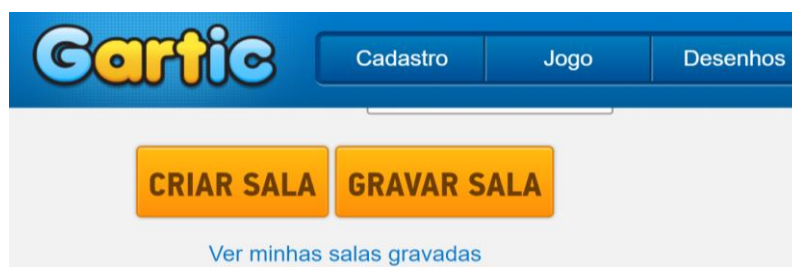 Gartic
Cadastro Jogo Desenhos
CRIAR SALA GRAVAR SALA
Ver minhas salas gravadas